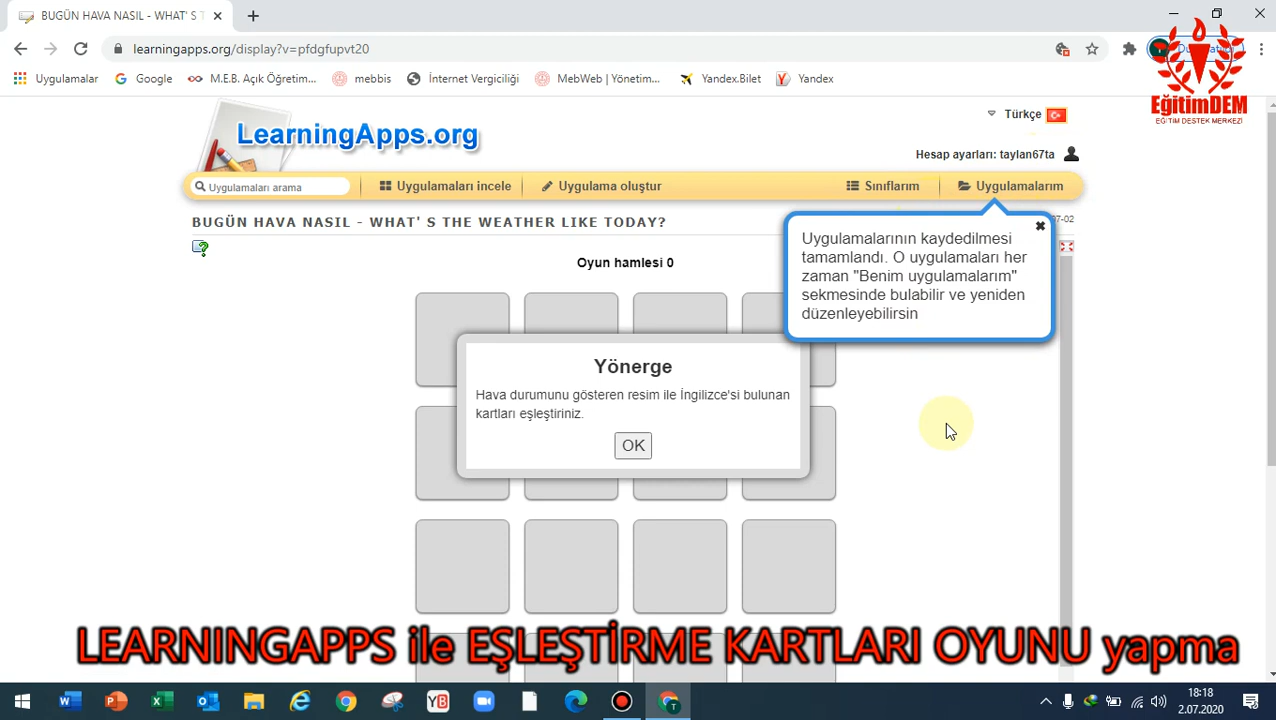 BUGÜN HAVA NASIL - WHAT' S T
learningapps.org/display?v=pfdgfupvt20
Uygulamalar
Google
M.E.B. Açık Öğretim...
mebbis
İnternet Vergiciliği
MebWeb | Yönetim...
Yandex.Bilet
Yandex
EğitimDEM
EĞİTİM DESTEK MERKEZİ
LearningApps.org
Türkçe
Hesap ayarları: taylan67ta
Uygulamaları arama
Uygulamaları incele
Uygulama oluştur
Sınıflarım
Uygulamalarım
BUGÜN HAVA NASIL - WHAT' S THE WEATHER LIKE TODAY?
07-02
Uygulamalarının kaydedilmesi
tamamlandı. O uygulamaları her
zaman "Benim uygulamalarım"
sekmesinde bulabilir ve yeniden
düzenleyebilirsin
Oyun hamlesi 0
Yönerge
Hava durumunu gösteren resim ile İngilizce'si bulunan
kartları eşleştiriniz.
OK
LEARNINGAPPS ile EŞLEŞTİRME KARTLARI OYUNU yapma
18:18
2.07.2020